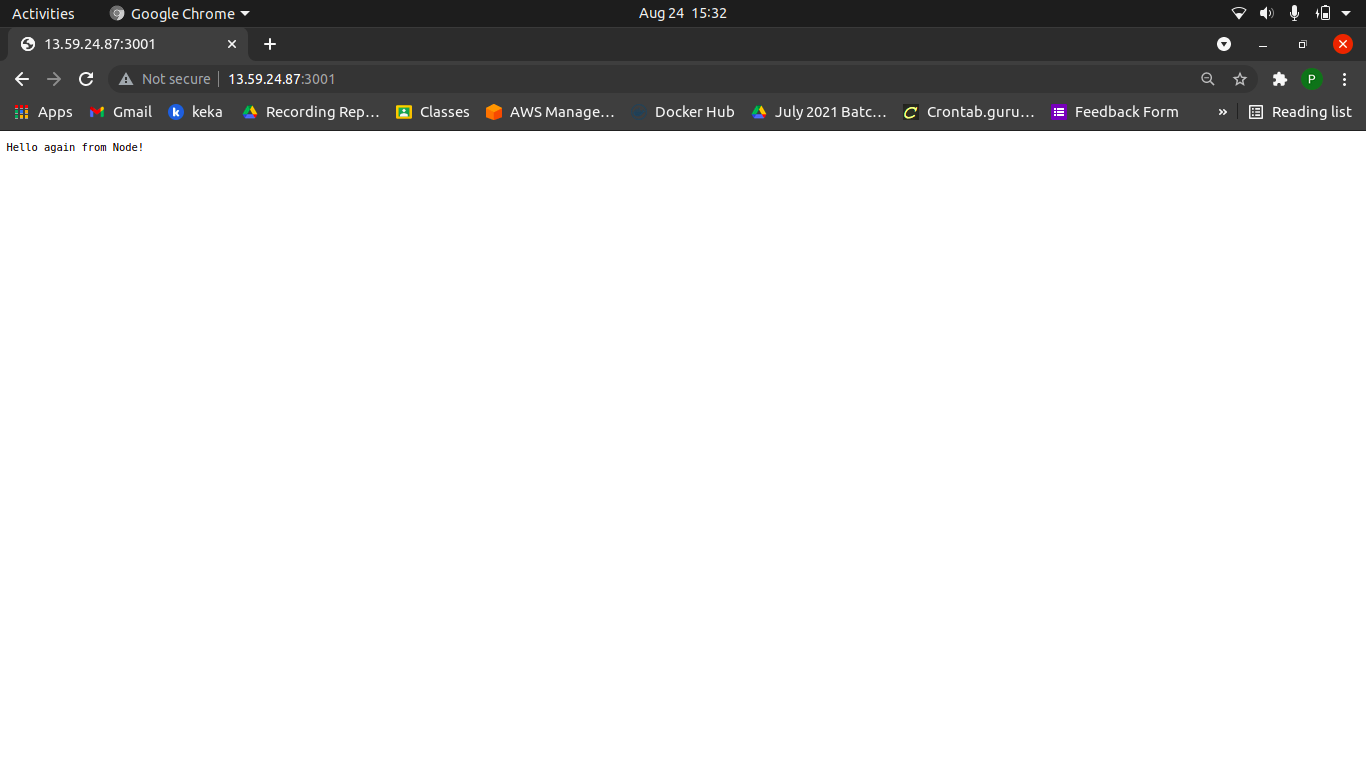 Activities Google Chrome Aug 24 15:32
13.59.24.87:3001
Not secure 13.59.24.87:3001 P
Apps Gmail k keka Recording Rep... Classes AWS Manage... Docker Hub July 2021 Batc... C Crontab.guru... Feedback Form » Reading list
Hello again from Node!